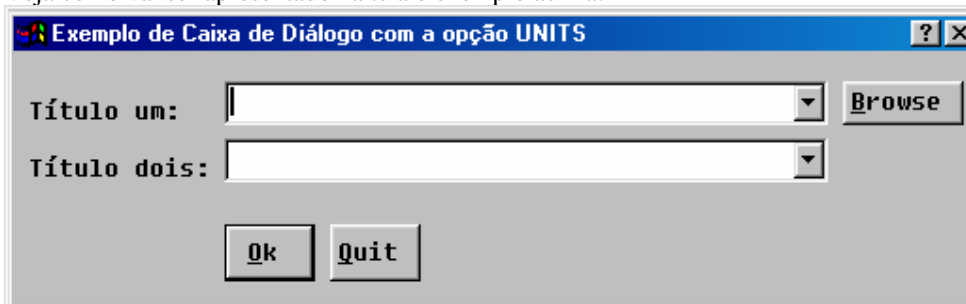 Exemplo de Caixa de Diálogo com a opção UNITS
Título um:
Browse
Título dois:
Ok
Quit